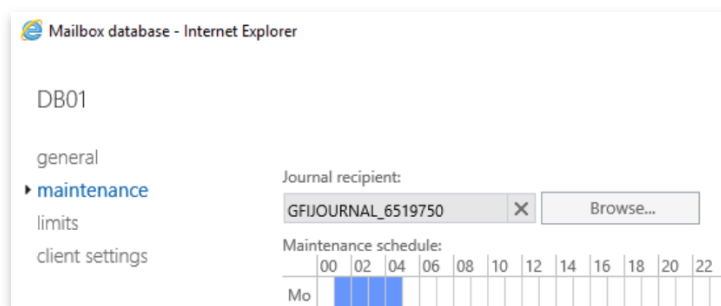 Mailbox database - Internet Explorer
DB01
general
maintenance
limits
client settings
Journal recipient:
GFIJOURNAL_6519750
Browse...
Maintenance schedule:
00 02 04 06 08 10 12 14 16 18 20 22
Mo